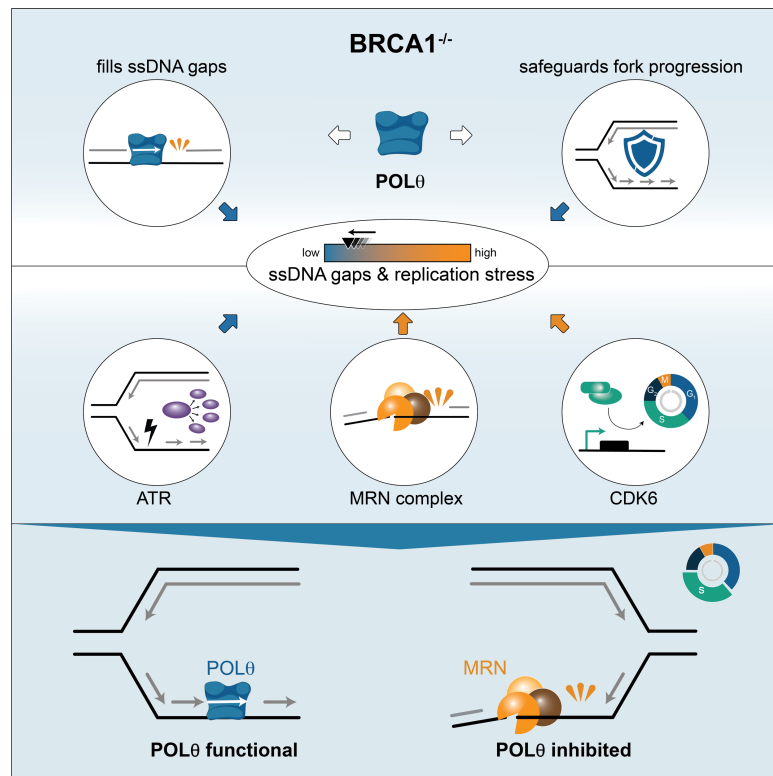 BRCA1-/-
fills ssDNA gaps
safeguards fork progression
POLθ
low
high
ssDNA gaps & replication stress
M
G2
G1
S
ATR
MRN complex
CDK6
S
POLθ
MRN
POLθ functional
POLθ inhibited